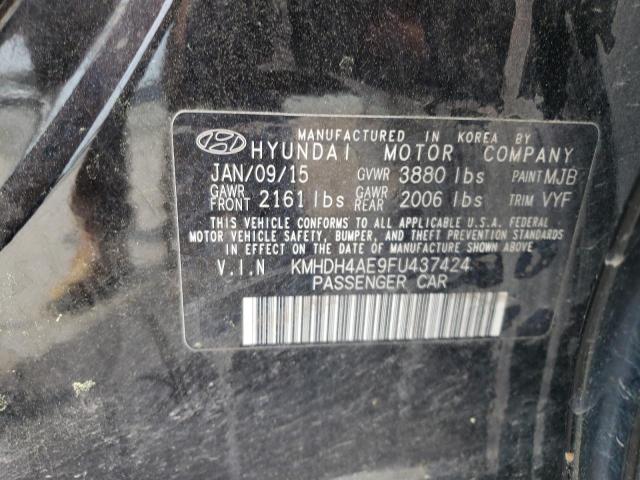 MANUFACTURED IN KOREA BY
HYUNDAI MOTOR COMPANY
JAN/09/15 GVWR 3880 lbs PAINT MJB
GAWR FRONT 2161 lbs GAWR REAR 2006 lbs TRIM VYF
THIS VEHICLE CONFORMS TO ALL APPLICABLE U.S.A. FEDERAL
MOTOR VEHICLE SAFETY, BUMPER, AND THEFT PREVENTION
STANDARDS IN EFFECT ON THE DATE OF MANUFACTURE SHOWN ABOVE.
V.I.N KMHDH4AE9FU437424
PASSENGER CAR